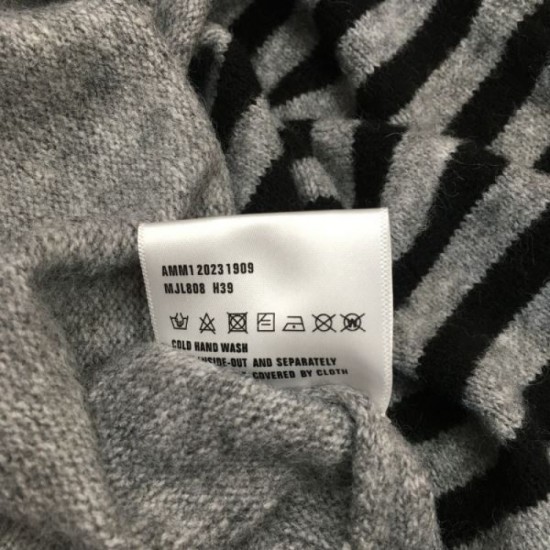 AMM120231909
MJL808 H39
COLD HAND WASH
INSIDE-OUT AND SEPARATELY
COVERED BY CLOTH